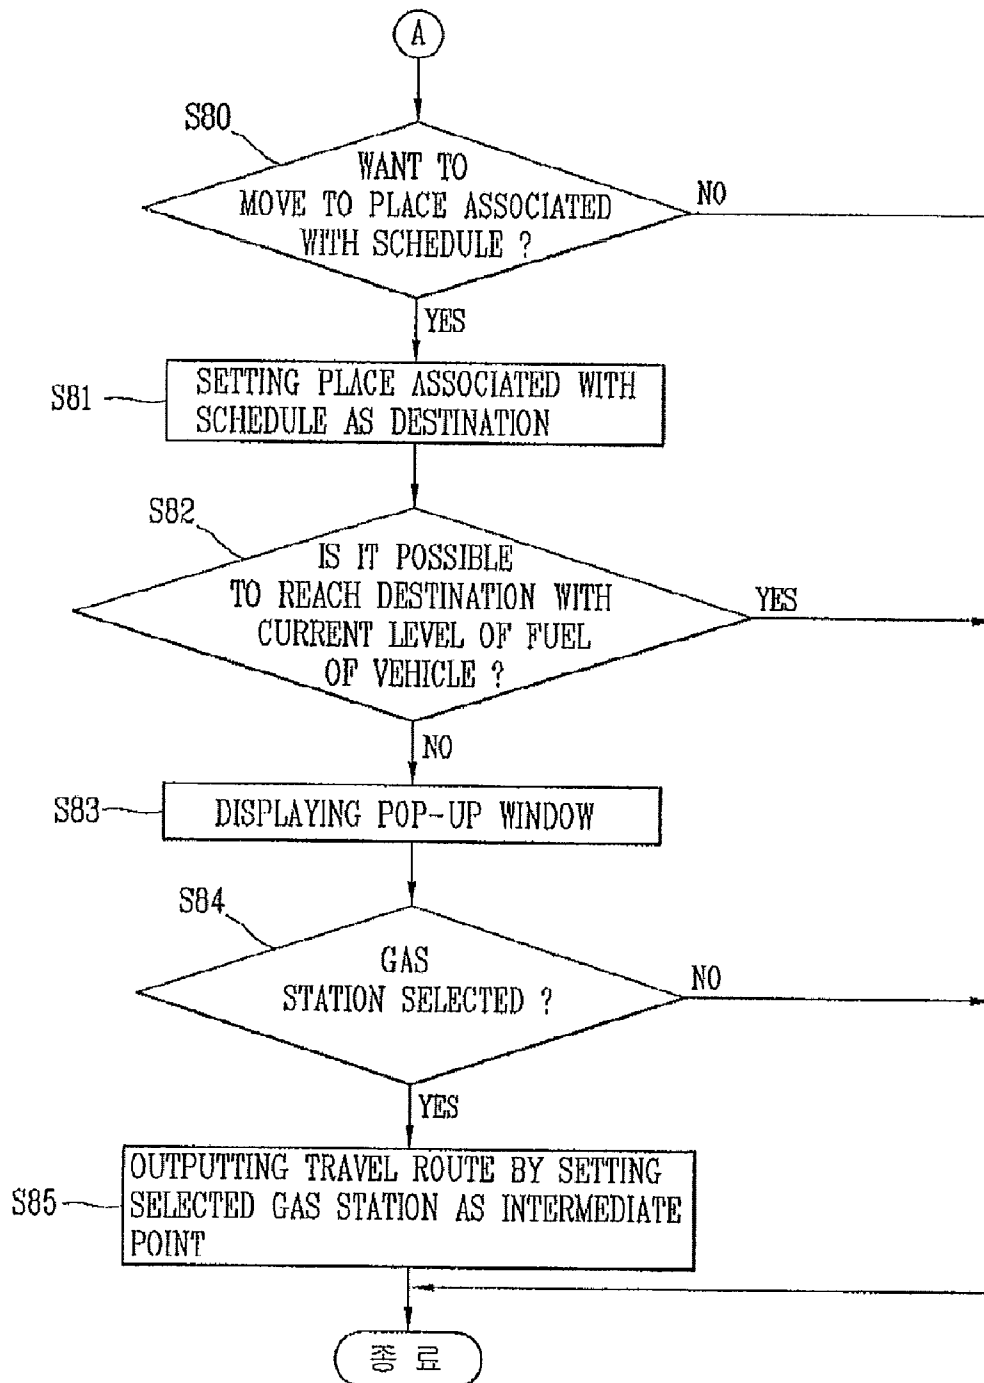 A
S80
WANT TO
MOVE TO PLACE ASSOCIATED
WITH SCHEDULE ?
NO
YES
S81
SETTING PLACE ASSOCIATED WITH
SCHEDULE AS DESTINATION
S82
IS IT POSSIBLE
TO REACH DESTINATION WITH
CURRENT LEVEL OF FUEL
OF VEHICLE ?
YES
NO
S83
DISPLAYING POP-UP WINDOW
S84
GAS
STATION SELECTED ?
NO
YES
S85
OUTPUTTING TRAVEL ROUTE BY SETTING
SELECTED GAS STATION AS INTERMEDIATE
POINT
종 료